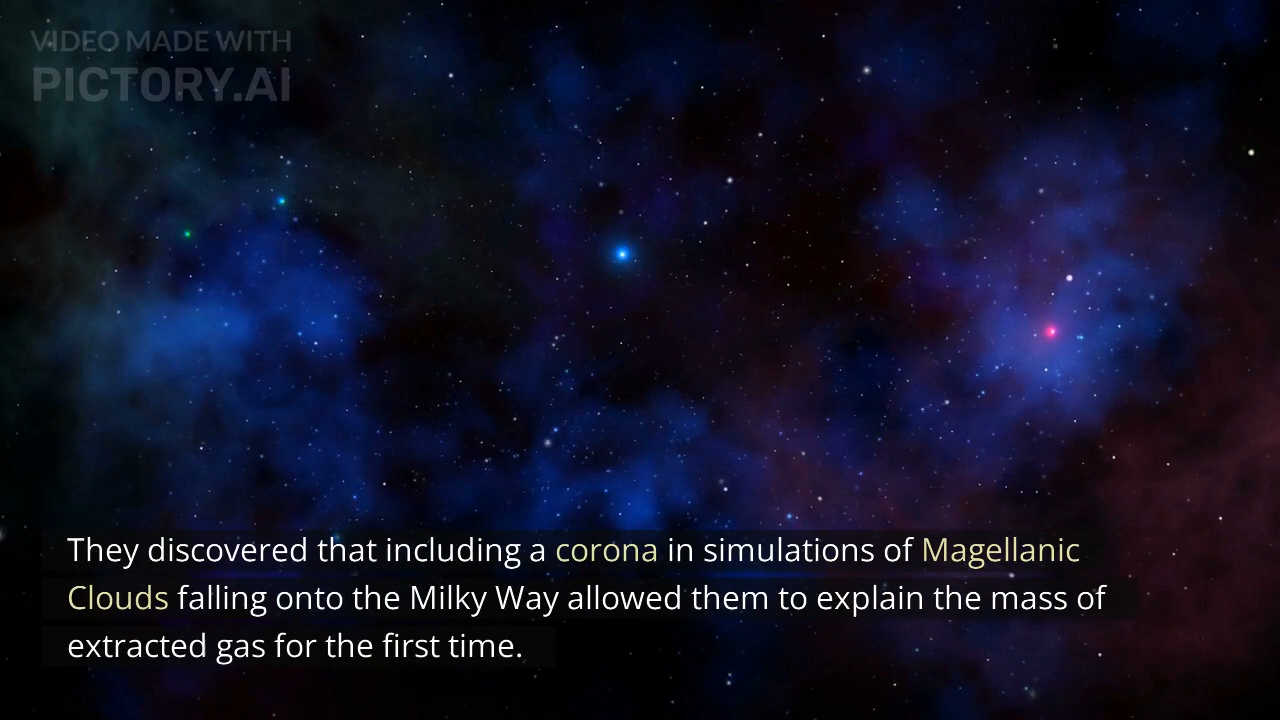 VIDEO MADE WITH
PICTORY.AI
They discovered that including a corona in simulations of Magellanic
Clouds falling onto the Milky Way allowed them to explain the mass of
extracted gas for the first time.